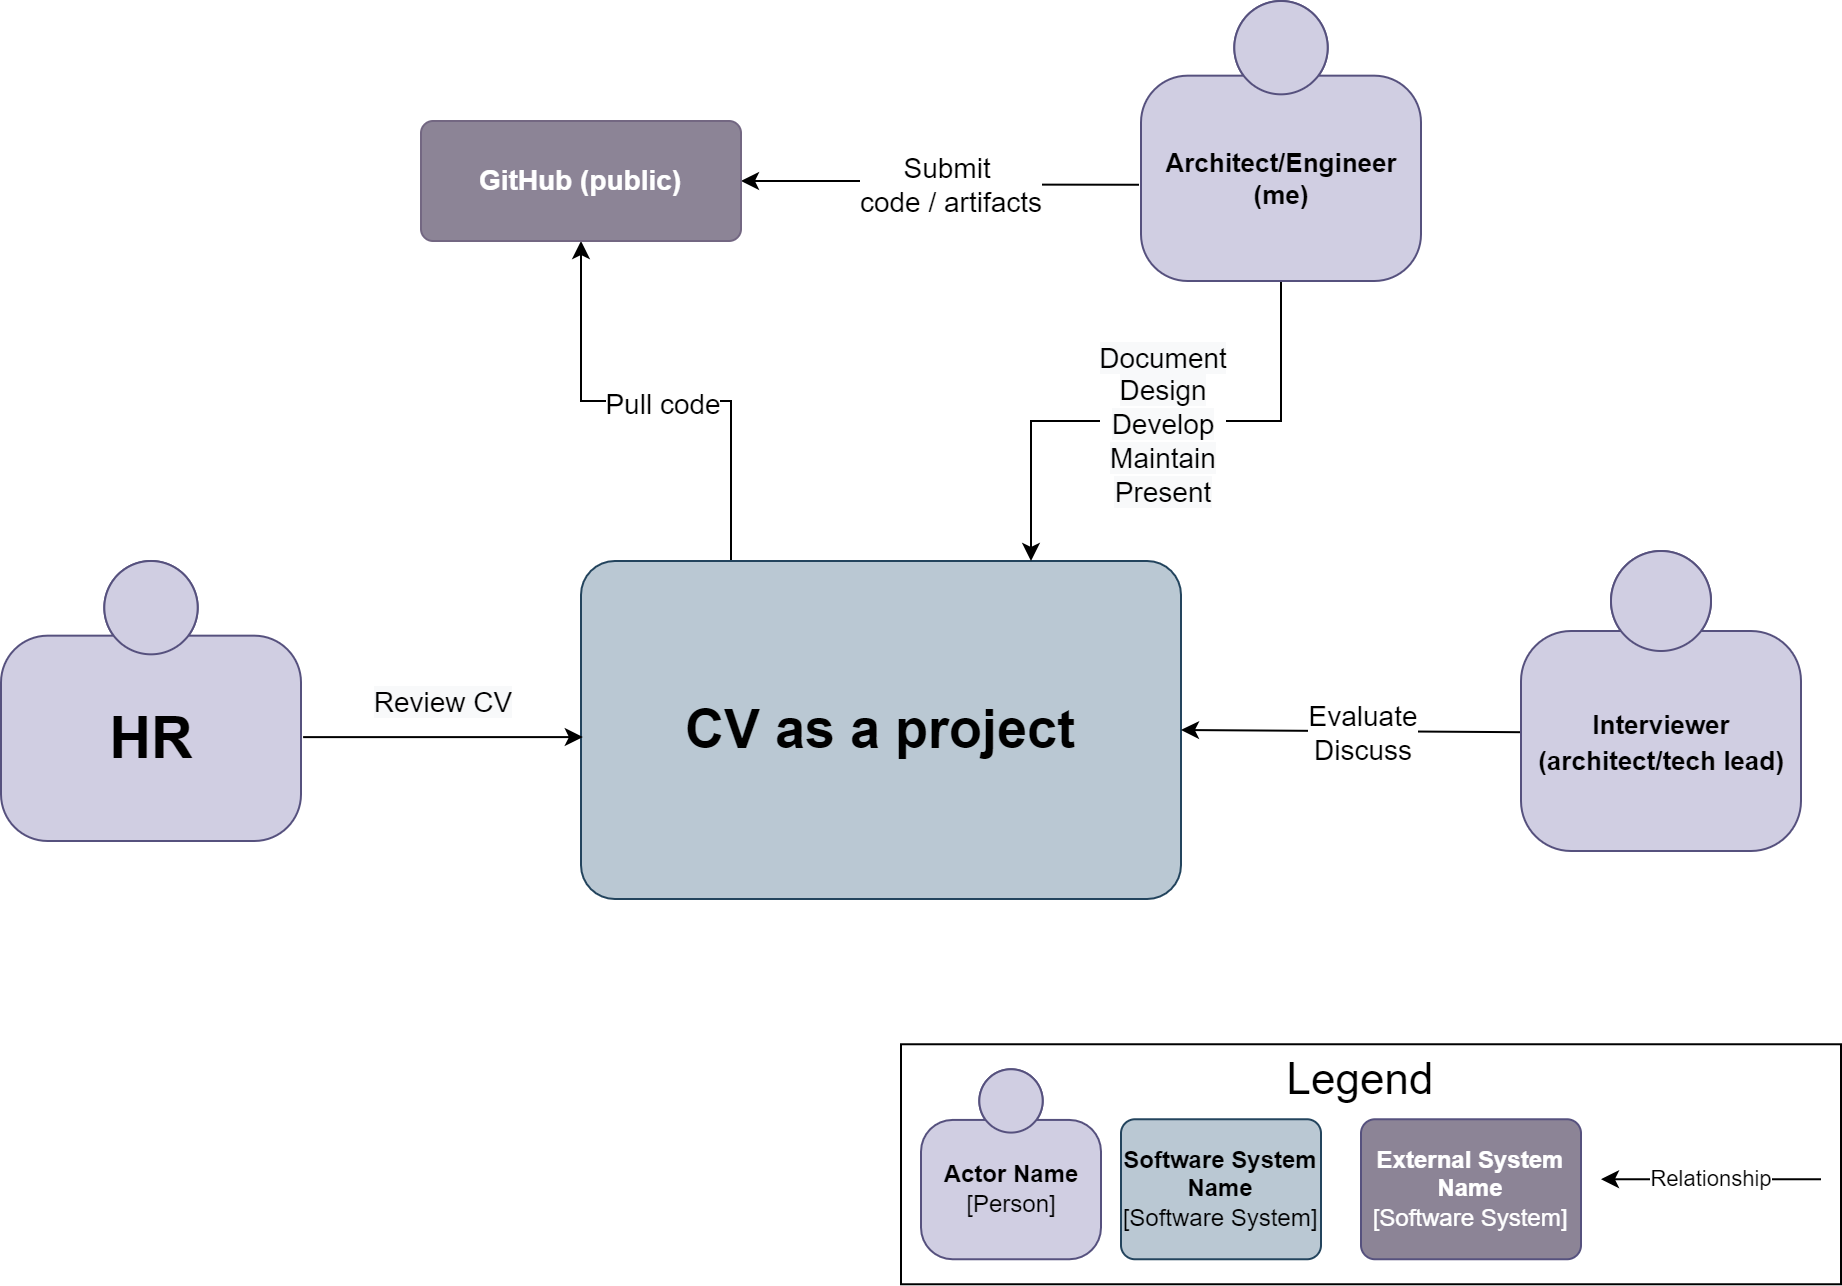 GitHub (public)
Submit
code / artifacts
Architect/Engineer
(me)
Pull code
Document
Design
Develop
Maintain
Present
HR
Review CV
CV as a project
Evaluate
Discuss
Interviewer
(architect/tech lead)
Legend
Actor Name
[Person]
Software System
Name
[Software System]
External System
Name
[Software System]
Relationship